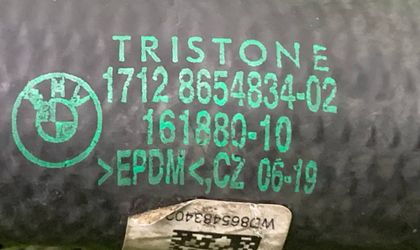 TRISTONE
1712 8654834-02
161880-10
>EPDM<,CZ 06-19